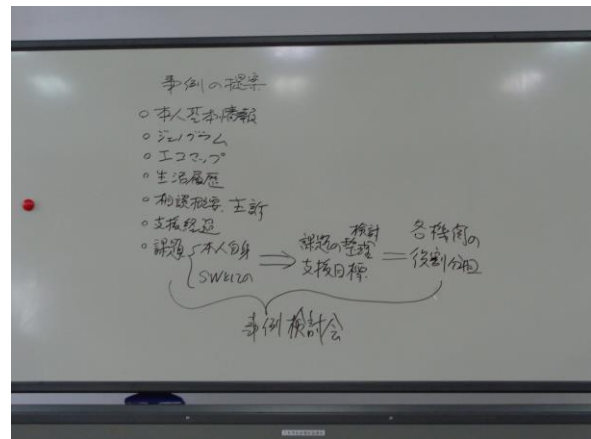 事例の提案
○本人基本情報
○ジェノグラム
○エコマップ
○生活履歴
○相談概要、主訴
○支援経過
○課題 本人自身
SWとしての
⇒ 課題の整理 検討
支援目標
＝ 各機関の
役割分担
事例検討会